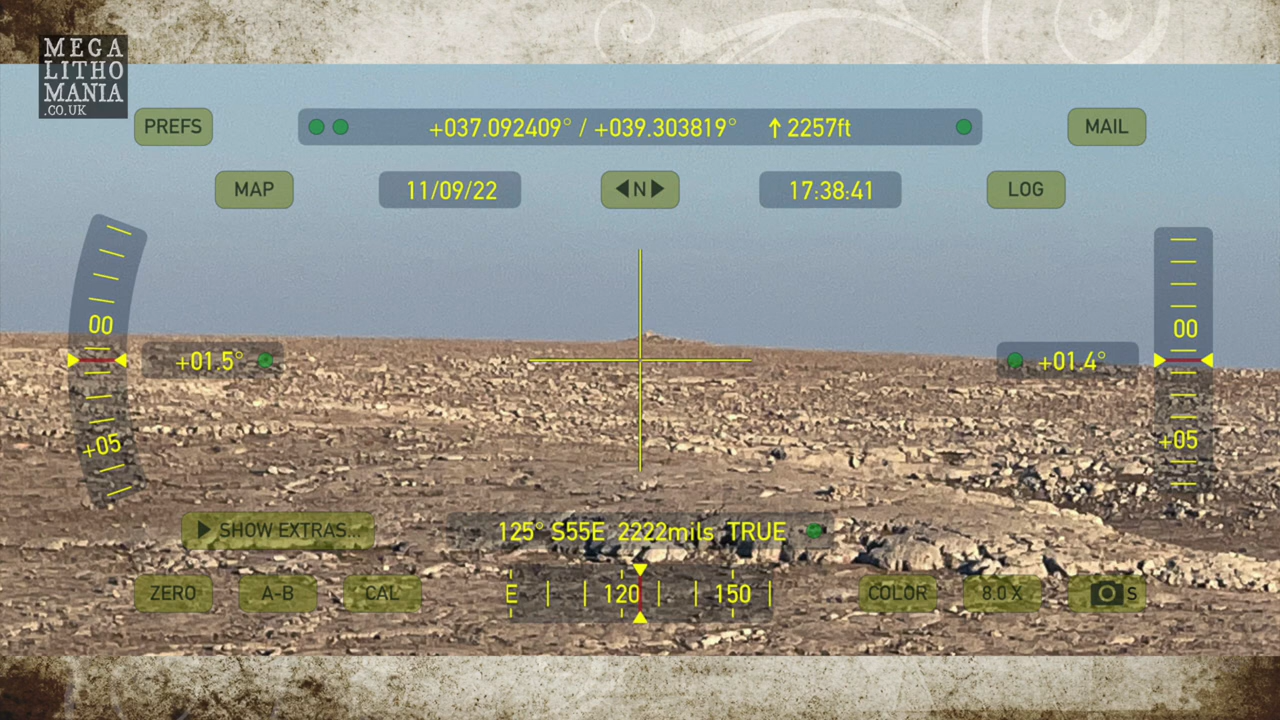 MEGA
LITHO
MANIA
.CO.UK
PREFS
+037.092409° / +039.303819° ↑ 2257ft
MAIL
MAP
11/09/22
N
17:38:41
LOG
00
00
+01.5°
+01.4°
+05
+05
SHOW EXTRAS...
125° S55E 2222mils TRUE
ZERO
A-B
CAL
E 120 150
COLOR
8.0 X
S